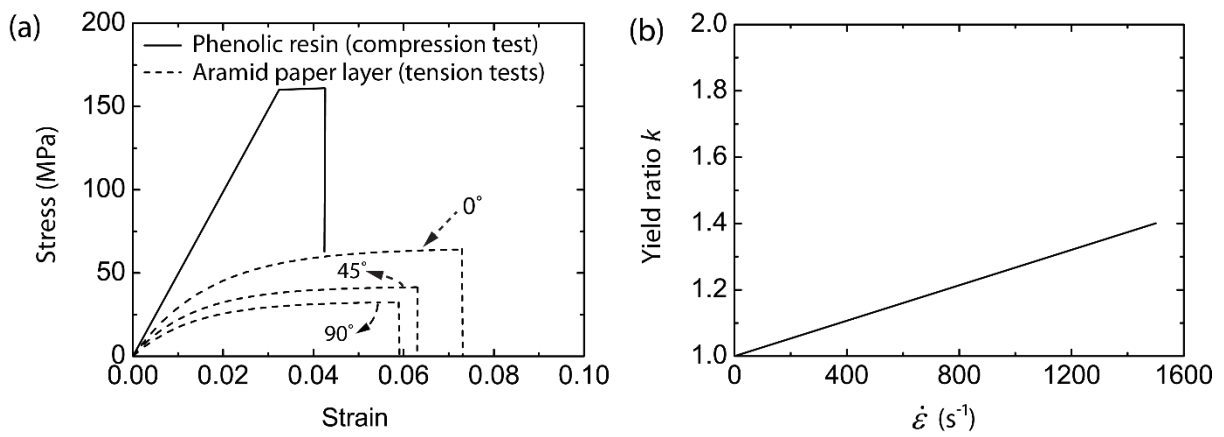 (a)
200
150
100
50
0
Stress (MPa)
Phenolic resin (compression test)
Aramid paper layer (tension tests)
0°
45°
90°
0.00 0.02 0.04 0.06 0.08 0.10
Strain
(b)
2.0
1.8
1.6
1.4
1.2
1.0
Yield ratio k
0 400 800 1200 1600
ε̇ (s⁻¹)